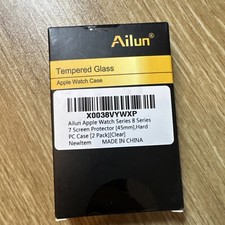 Ailun®
Tempered Glass
Apple Watch Case
X0038VYWXP
Ailun Apple Watch Series 8 Series
7 Screen Protector [45mm],Hard
PC Case [2 Pack][Clear]
NewItem MADE IN CHINA